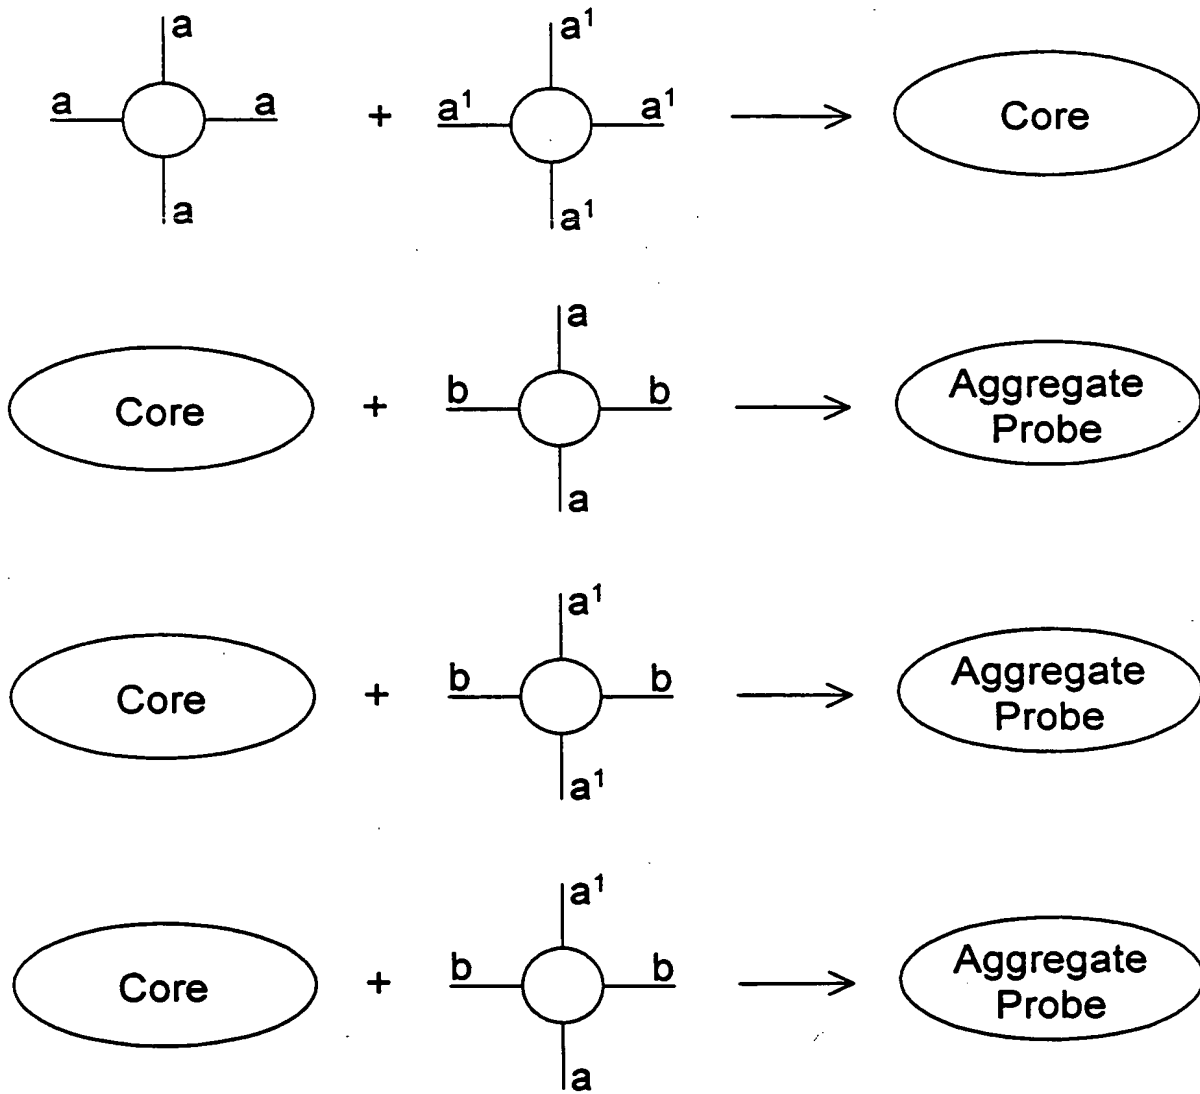 a a¹
a a + a¹ a¹ Core
a a¹
a
Core + b b Aggregate
Probe
a
a¹
Core + b b Aggregate
Probe
a¹
a¹
Core + b b Aggregate
Probe
a